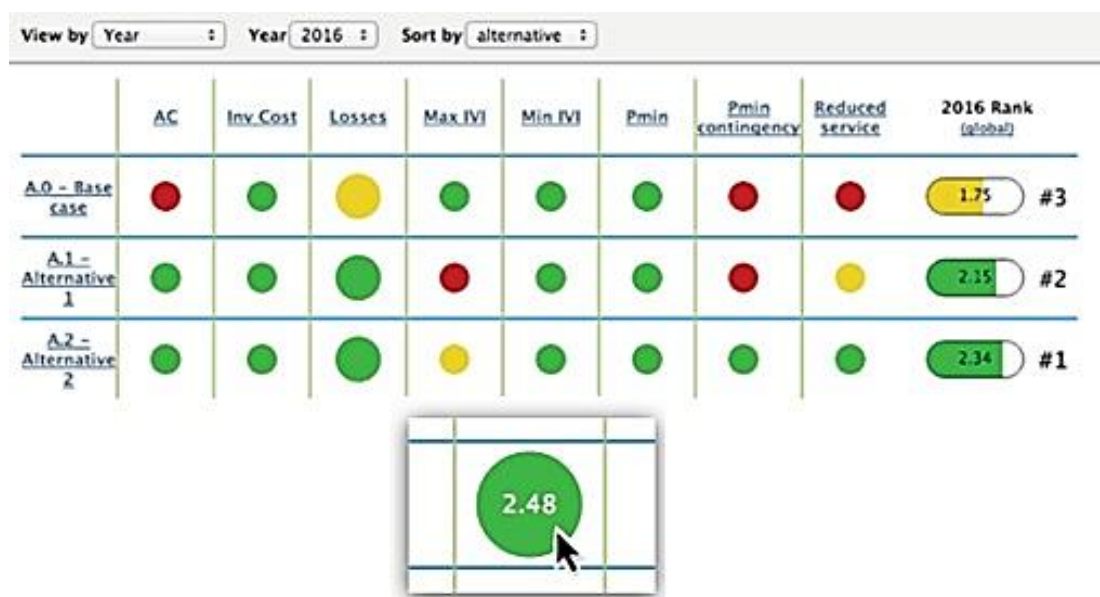 View by Year Year 2016 Sort by alternative
AC Inv Cost Losses Max IVI Min IVI Pmin Pmin contingency Reduced service 2016 Rank (global)
A.0 - Base case 1.75 #3
A.1 - Alternative 1 2.15 #2
A.2 - Alternative 2 2.34 #1
2.48